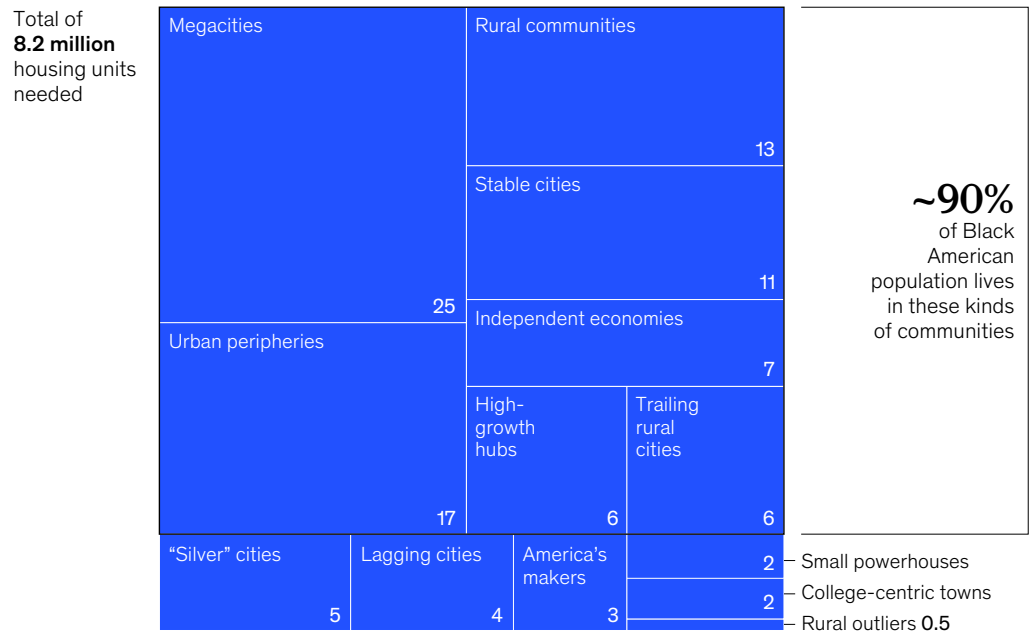 Total of
8.2 million
housing units
needed
Megacities
25
Rural communities
13
Stable cities
11
Urban peripheries
17
Independent economies
7
High-
growth
hubs
6
Trailing
rural
cities
6
~90%
of Black
American
population lives
in these kinds
of communities
“Silver” cities
5
Lagging cities
4
America’s
makers
3
2 Small powerhouses
2 College-centric towns
Rural outliers 0.5